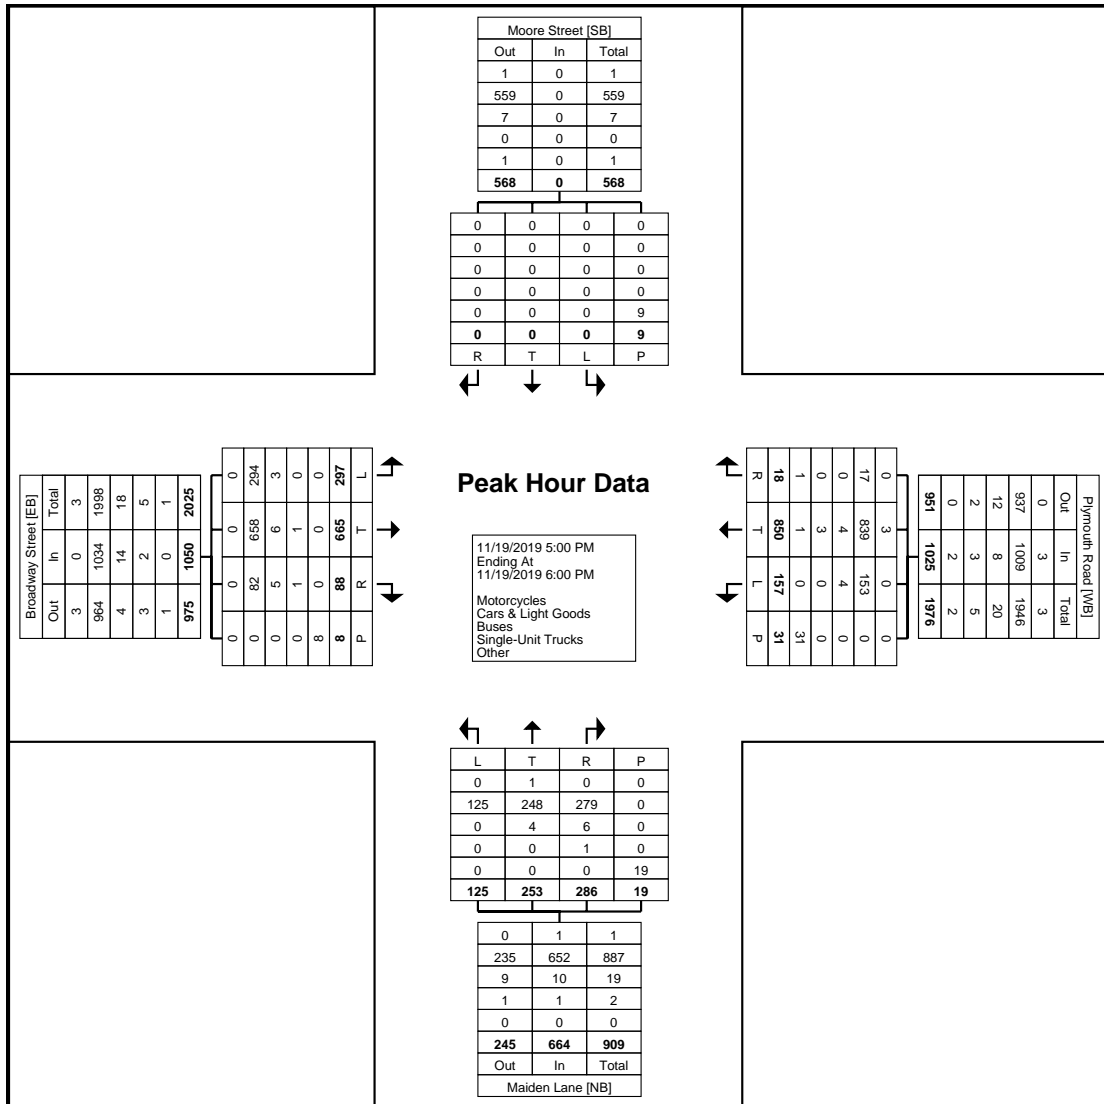 Moore Street [SB]
Out In Total
1 0 1
559 0 559
7 0 7
0 0 0
1 0 1
568 0 568
0 0 0 0
0 0 0 0
0 0 0 0
0 0 0 0
0 0 0 9
0 0 0 9
R T L P
Broadway Street [EB]
Out In Total
3 0 3
964 1034 1998
4 14 18
3 2 5
1 0 1
975 1050 2025
0 0 0 0
294 658 82 0
3 6 5 0
0 1 1 0
0 0 0 8
297 665 88 8
L T R P
Peak Hour Data
11/19/2019 5:00 PM
Ending At
11/19/2019 6:00 PM
Motorcycles
Cars & Light Goods
Buses
Single-Unit Trucks
Other
Plymouth Road [WB]
Out In Total
0 3 3
937 1009 1946
12 8 20
2 3 5
0 2 2
951 1025 1976
0 3 0 0
17 839 153 0
0 4 4 0
0 3 0 0
1 1 0 31
18 850 157 31
R T L P
L T R P
0 1 0 0
125 248 279 0
0 4 6 0
0 0 1 0
0 0 0 19
125 253 286 19
0 1 1
235 652 887
9 10 19
1 1 2
0 0 0
245 664 909
Out In Total
Maiden Lane [NB]